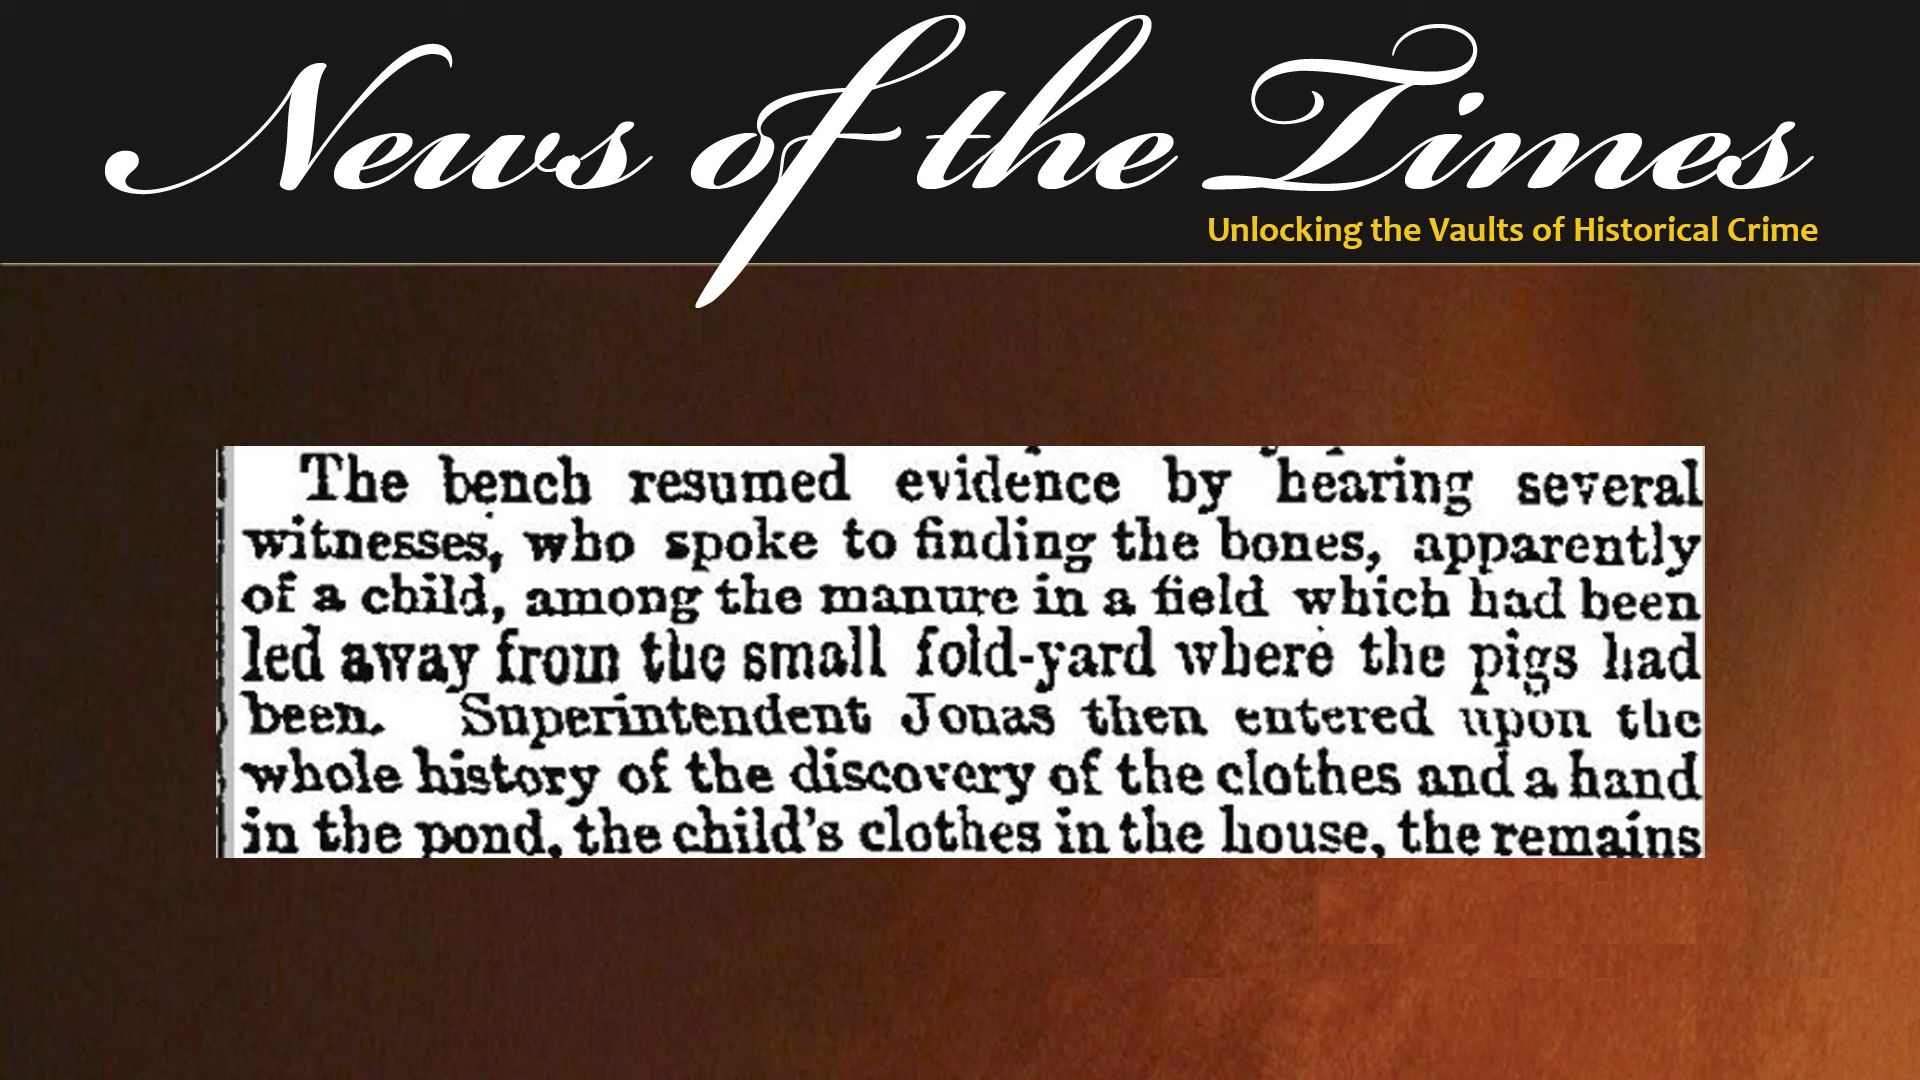 News of the Times
Unlocking the Vaults of Historical Crime
The bench resumed evidence by hearing several
witnesses, who spoke to finding the bones, apparently
of a child, among the manure in a field which had been
led away from the small fold-yard where the pigs had
been. Superintendent Jonas then entered upon the
whole history of the discovery of the clothes and a hand
in the pond, the child's clothes in the house, the remains